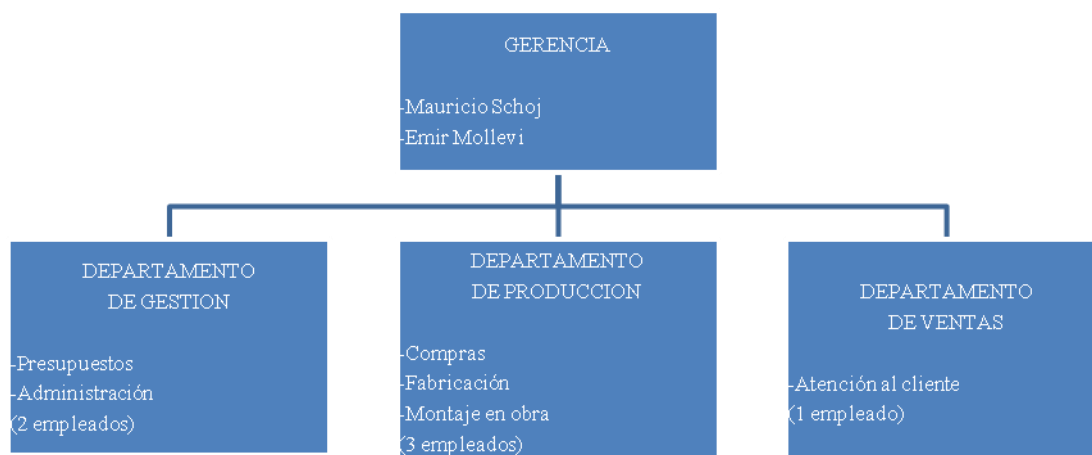 GERENCIA
-Mauricio Schoj
-Emir Mollevi
DEPARTAMENTO
DE GESTION
-Presupuestos
-Administración
(2 empleados)
DEPARTAMENTO
DE PRODUCCION
-Compras
-Fabricación
-Montaje en obra
(3 empleados)
DEPARTAMENTO
DE VENTAS
-Atención al cliente
(1 empleado)